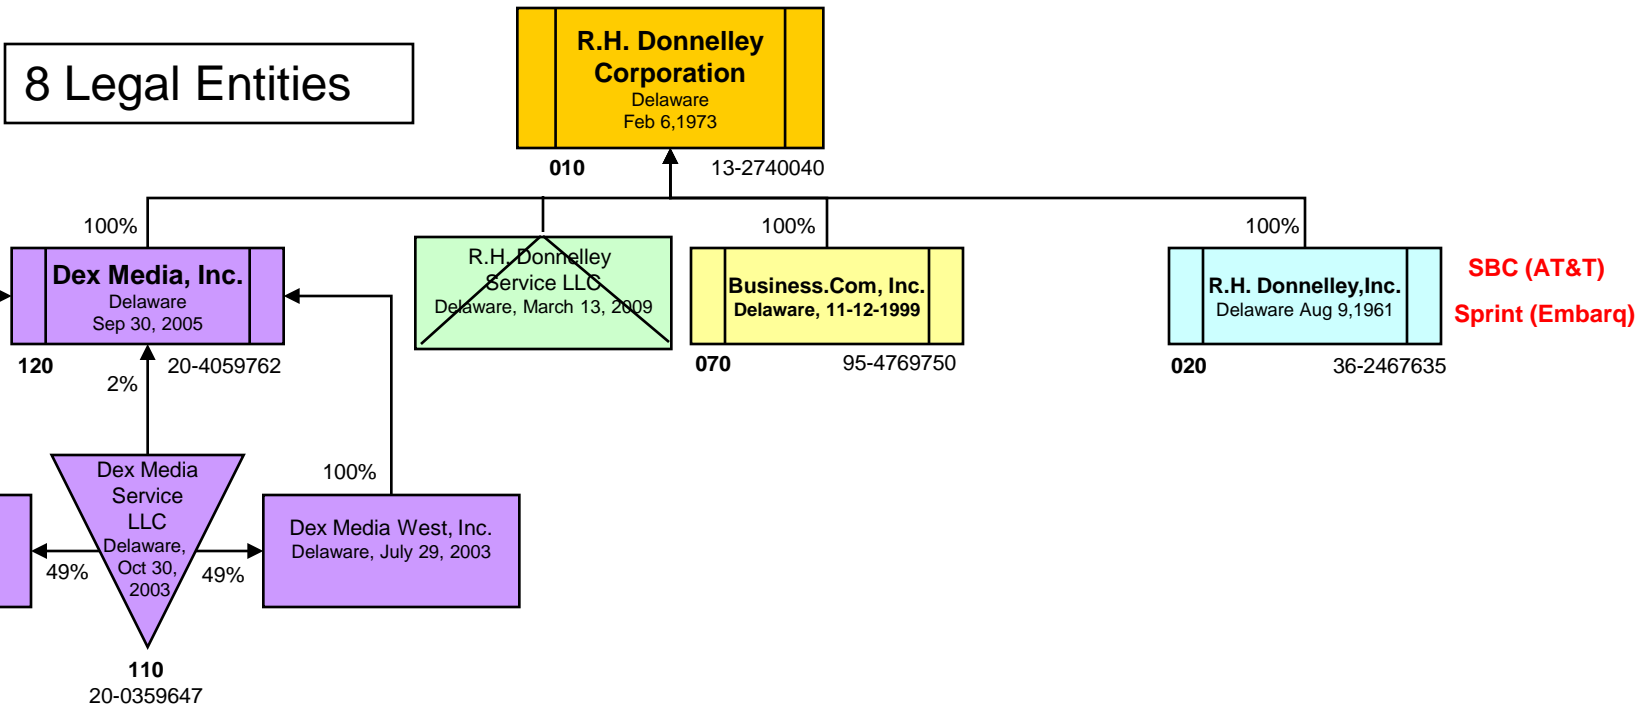 8 Legal Entities
R.H. Donnelley
Corporation
Delaware
Feb 6,1973
010
13-2740040
100%
100%
100%
Dex Media, Inc.
Delaware
Sep 30, 2005
120
20-4059762
R.H. Donnelley
Service LLC
Delaware, March 13, 2009
Business.Com, Inc.
Delaware, 11-12-1999
070
95-4769750
R.H. Donnelley,Inc.
Delaware Aug 9,1961
020
36-2467635
SBC (AT&T)
Sprint (Embarq)
2%
100%
Dex Media
Service
LLC
Delaware,
Oct 30,
2003
49%
49%
110
20-0359647
Dex Media West, Inc.
Delaware, July 29, 2003